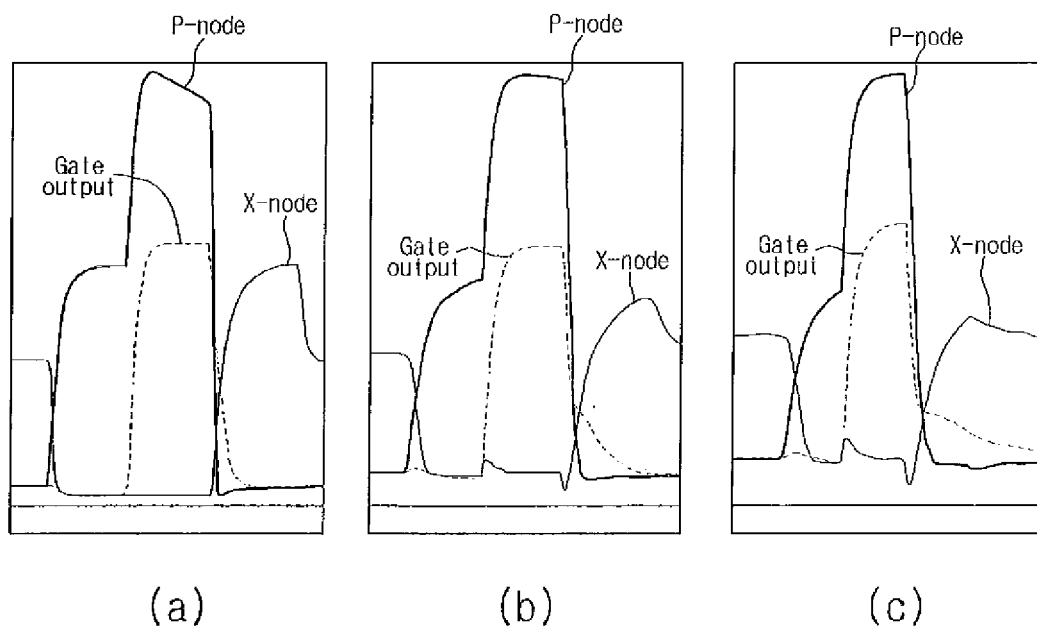 P-node
Gate
output
X-node
(a)
P-node
Gate
output
X-node
(b)
P-node
Gate
output
X-node
(c)